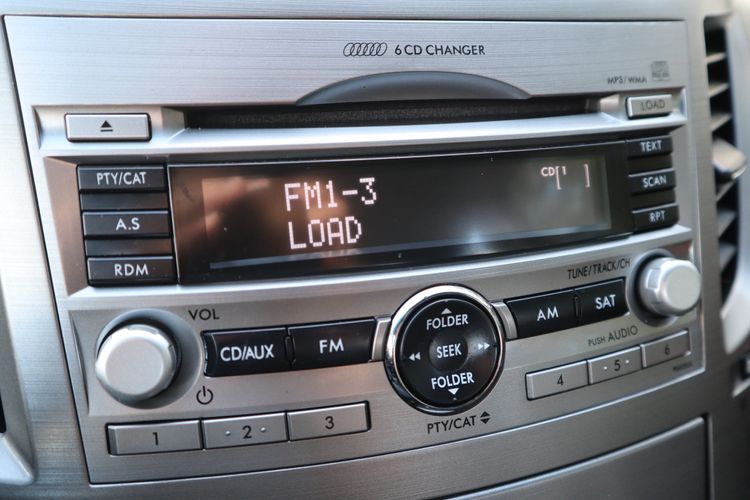 6 CD CHANGER
MP3/WMA
LOAD
PTY/CAT
A.S
RDM
FM1-3
LOAD
CD[1 ]
TEXT
SCAN
RPT
VOL
TUNE/TRACK/CH
CD/AUX
FM
FOLDER
SEEK
FOLDER
AM
SAT
PUSH AUDIO
PTY/CAT
1
2
3
4
5
6